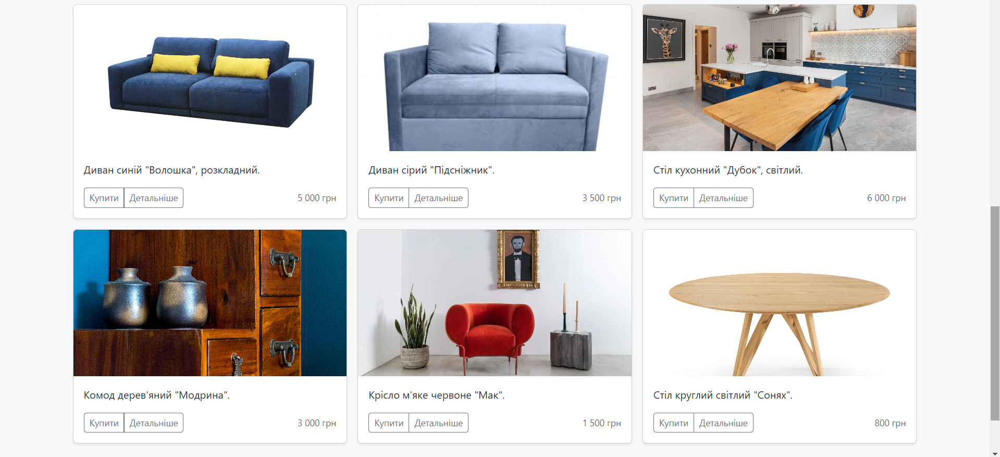 Диван синій "Волошка", розкладний.
Купити Детальніше 5 000 грн
Диван сірий "Підсніжник".
Купити Детальніше 3 500 грн
Стіл кухонний "Дубок", світлий.
Купити Детальніше 6 000 грн
Комод дерев'яний "Модрина".
Купити Детальніше 3 000 грн
Крісло м'яке червоне "Мак".
Купити Детальніше 1 500 грн
Стіл круглий світлий "Сонях".
Купити Детальніше 800 грн